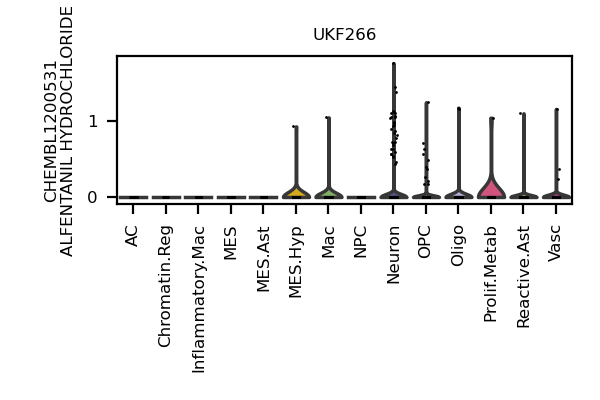 UKF266
CHEMBL1200531
ALFENTANIL HYDROCHLORIDE
1
0
AC
Chromatin.Reg
Inflammatory.Mac
MES
MES.Ast
MES.Hyp
Mac
NPC
Neuron
OPC
Oligo
Prolif.Metab
Reactive.Ast
Vasc